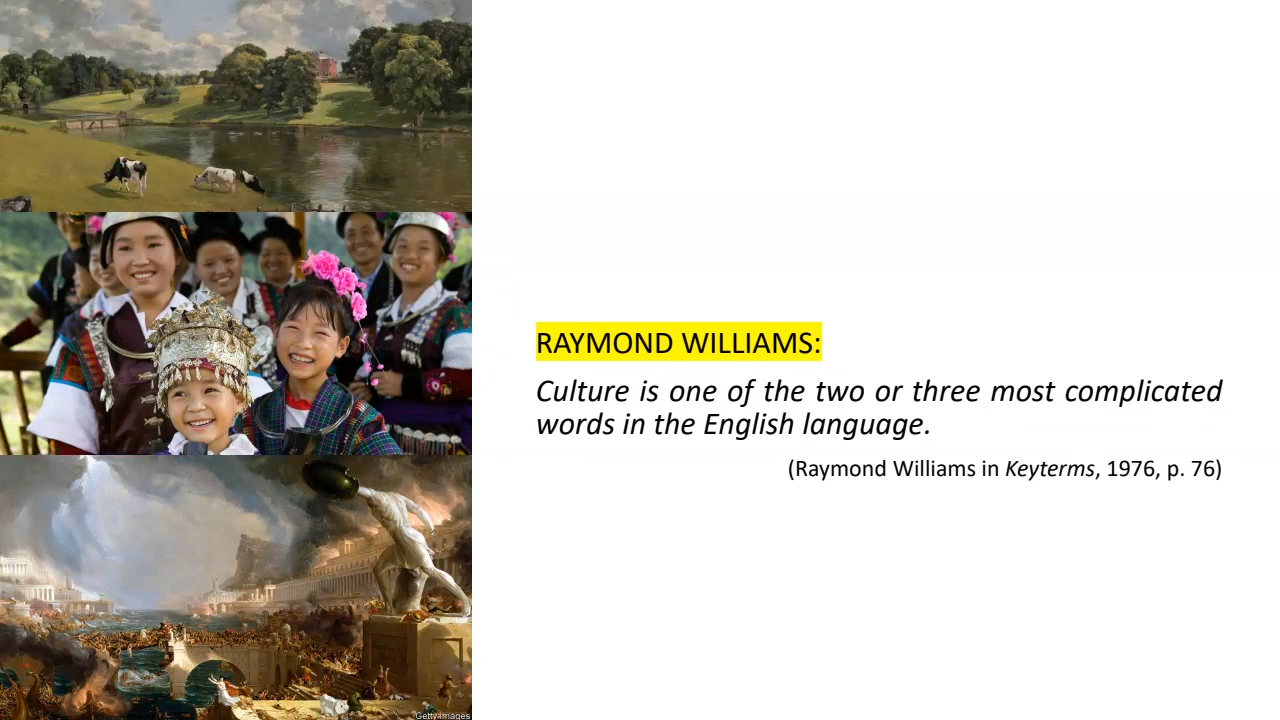 RAYMOND WILLIAMS:
Culture is one of the two or three most complicated
words in the English language.
(Raymond Williams in Keyterms, 1976, p. 76)
Getty Images